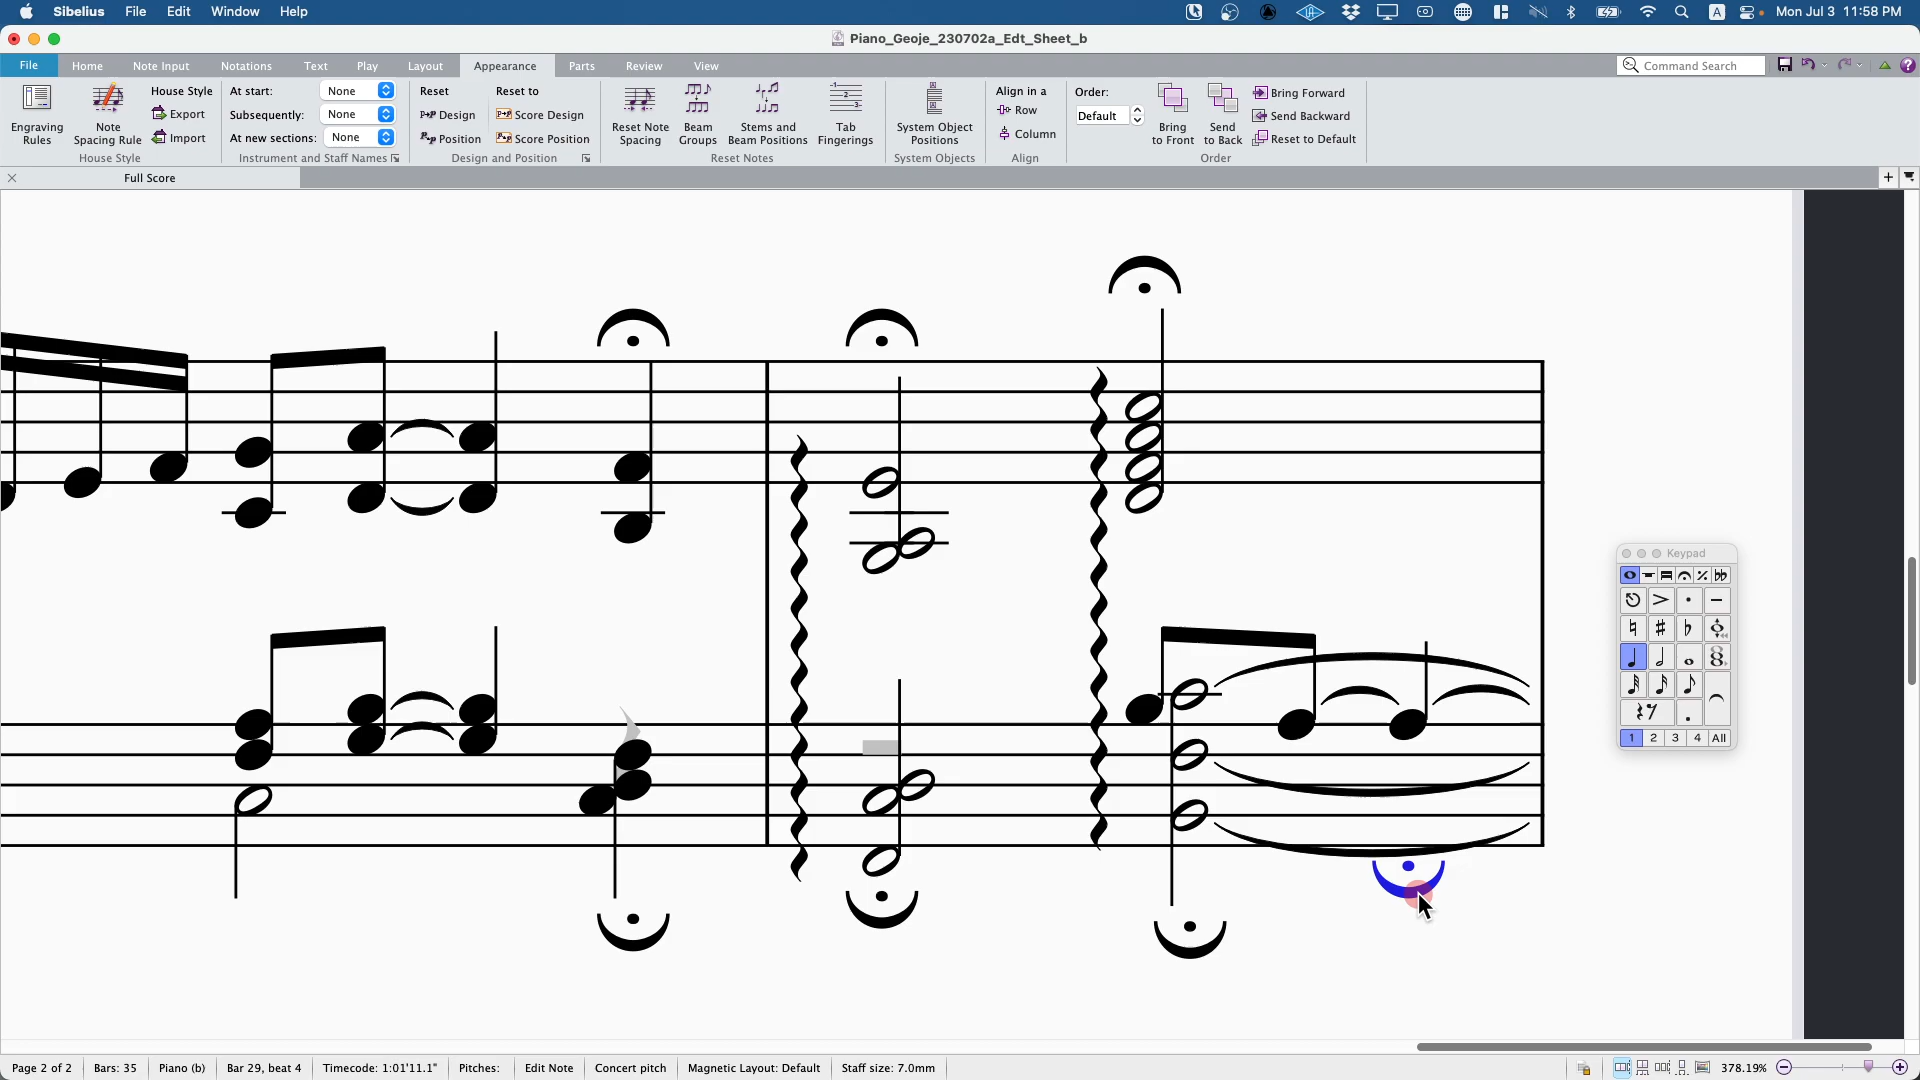 Sibelius File Edit Window Help
A Mon Jul 3 11:58 PM
Piano_Geoje_230702a_Edt_Sheet_b
File Home Note Input Notations Text Play Layout Appearance Parts Review View
Command Search
Engraving Rules
Note Spacing Rule
House Style
Export
Import
House Style
At start: None
Subsequently: None
At new sections: None
Instrument and Staff Names
Reset
Design
Position
Reset to
Score Design
Score Position
Design and Position
Reset Note Spacing
Beam Groups
Stems and Beam Positions
Tab Fingerings
Reset Notes
System Object Positions
System Objects
Align in a
Row
Column
Align
Order:
Default
Bring to Front
Send to Back
Bring Forward
Send Backward
Reset to Default
Order
Full Score
Keypad
1 2 3 4 All
Page 2 of 2 Bars: 35 Piano (b) Bar 29, beat 4 Timecode: 1:01'11.1" Pitches: Edit Note Concert pitch Magnetic Layout: Default Staff size: 7.0mm 378.19%